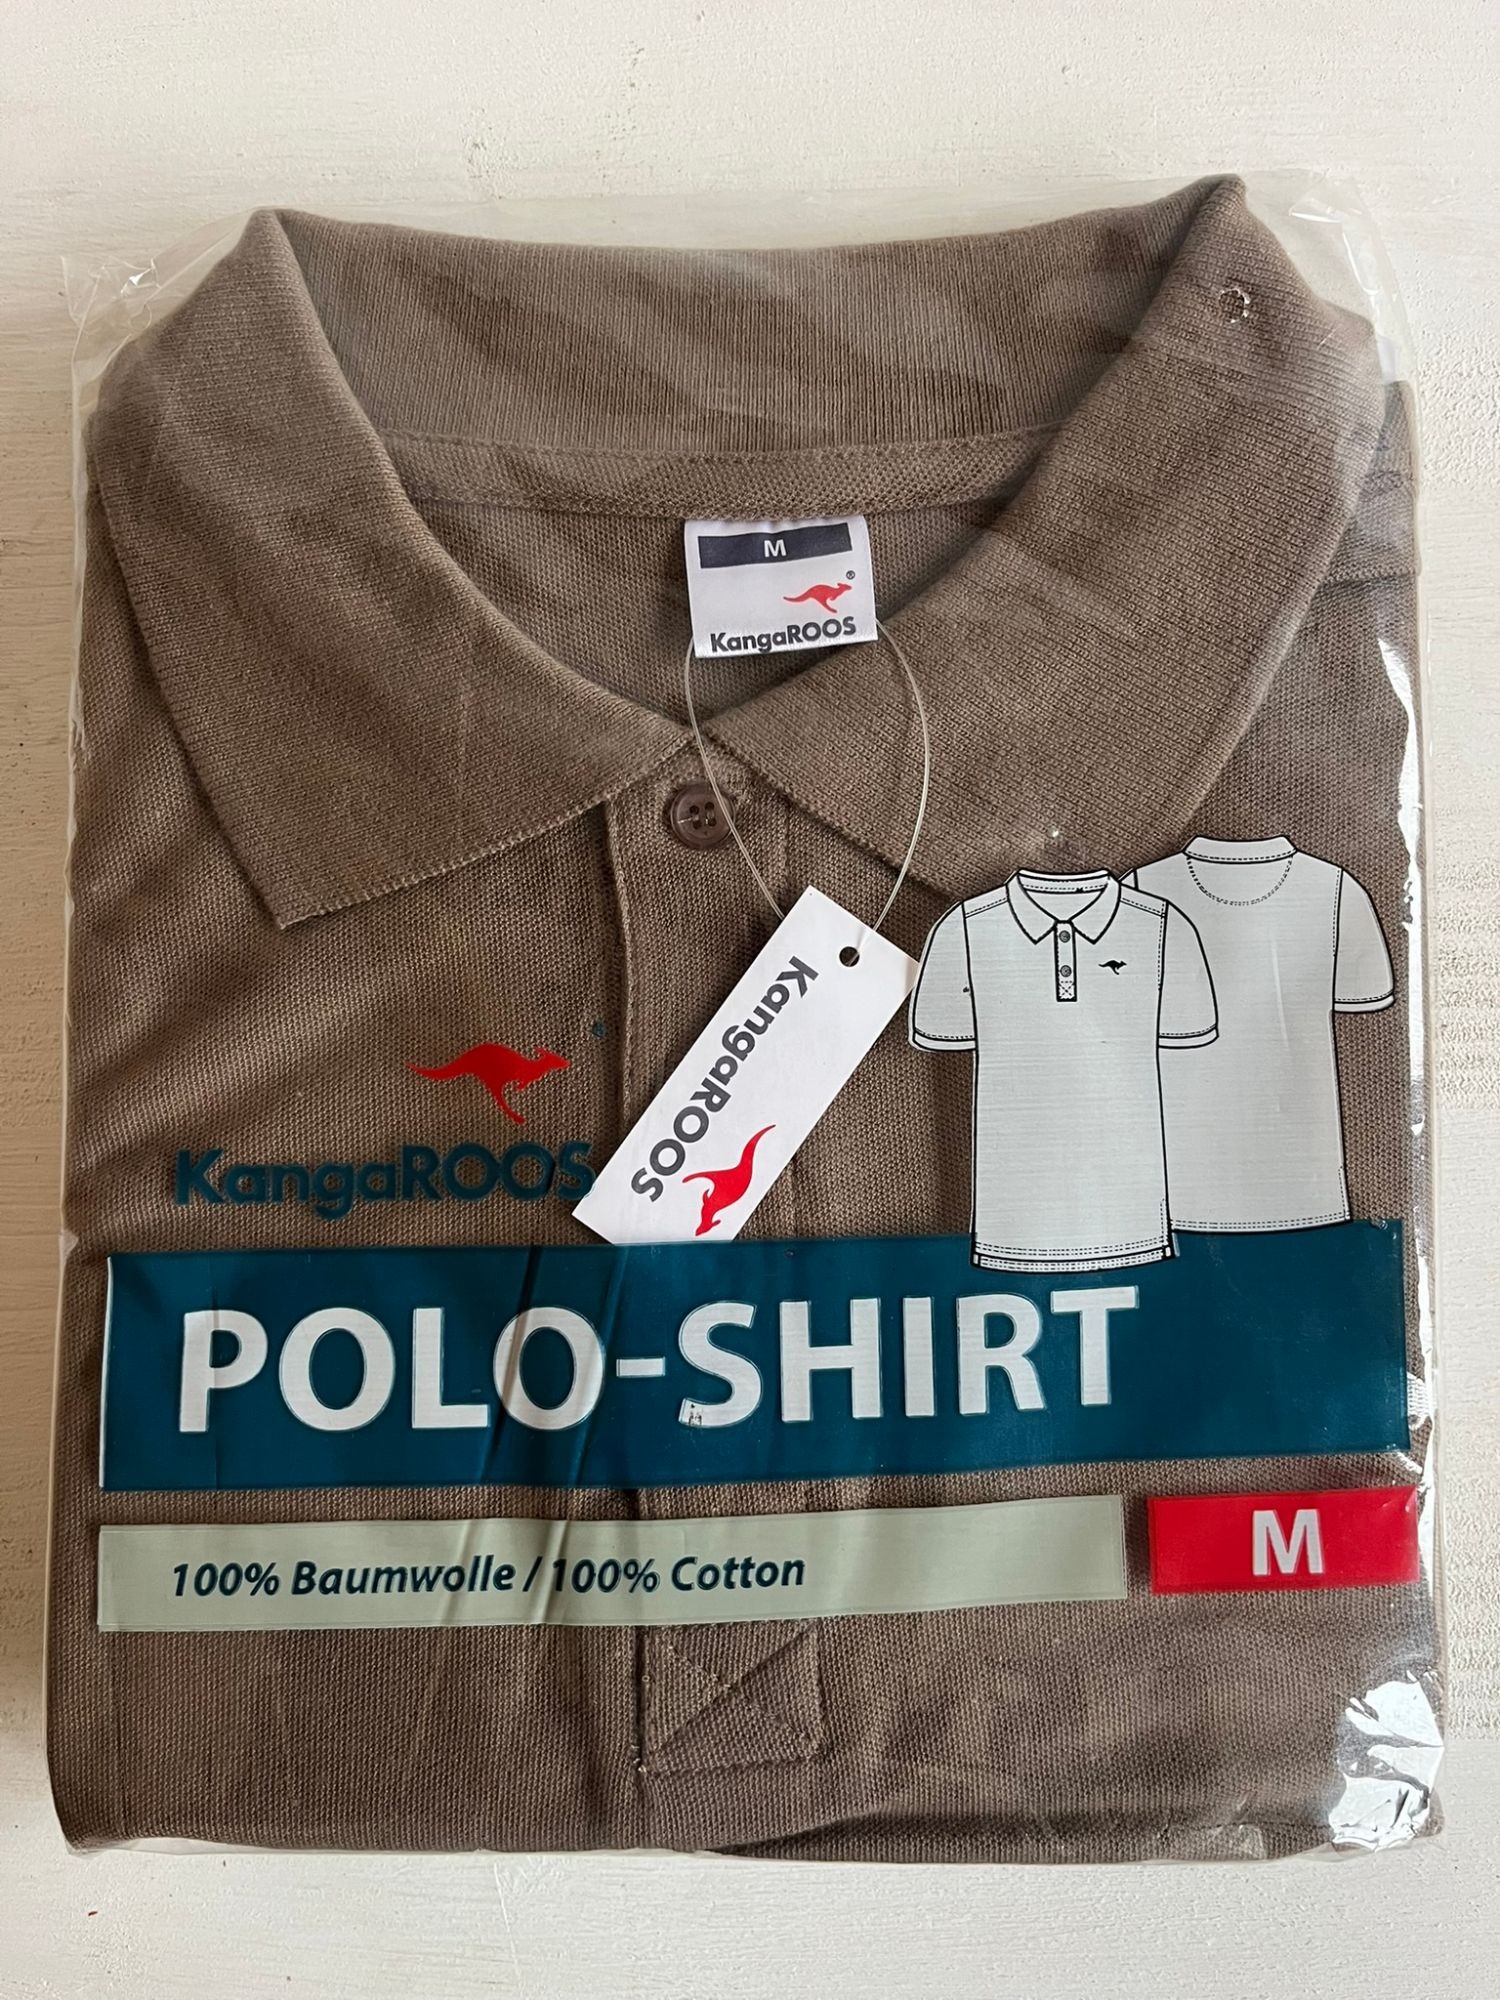 M
®
KangaROOS
KangaROOS
KangaROOS
POLO-SHIRT
100% Baumwolle / 100% Cotton
M